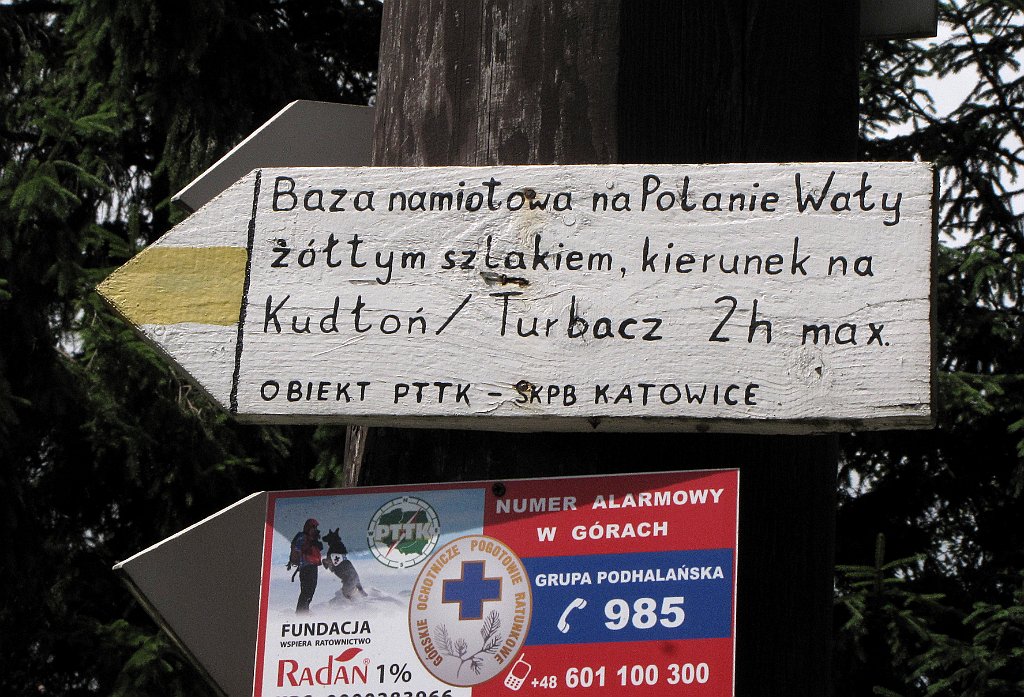 Baza namiotowa na Polanie Wały
żółtym szlakiem, kierunek na
Kudłoń / Turbacz 2h max.
OBIEKT PTTK - SKPB KATOWICE
NUMER ALARMOWY
W GÓRACH
PTTK
GÓRSKIE OCHOTNICZE POGOTOWIE RATUNKOWE
GRUPA PODHALAŃSKA
985
+48 601 100 300
FUNDACJA
WSPIERA RATOWNICTWO
RADAN® 1%